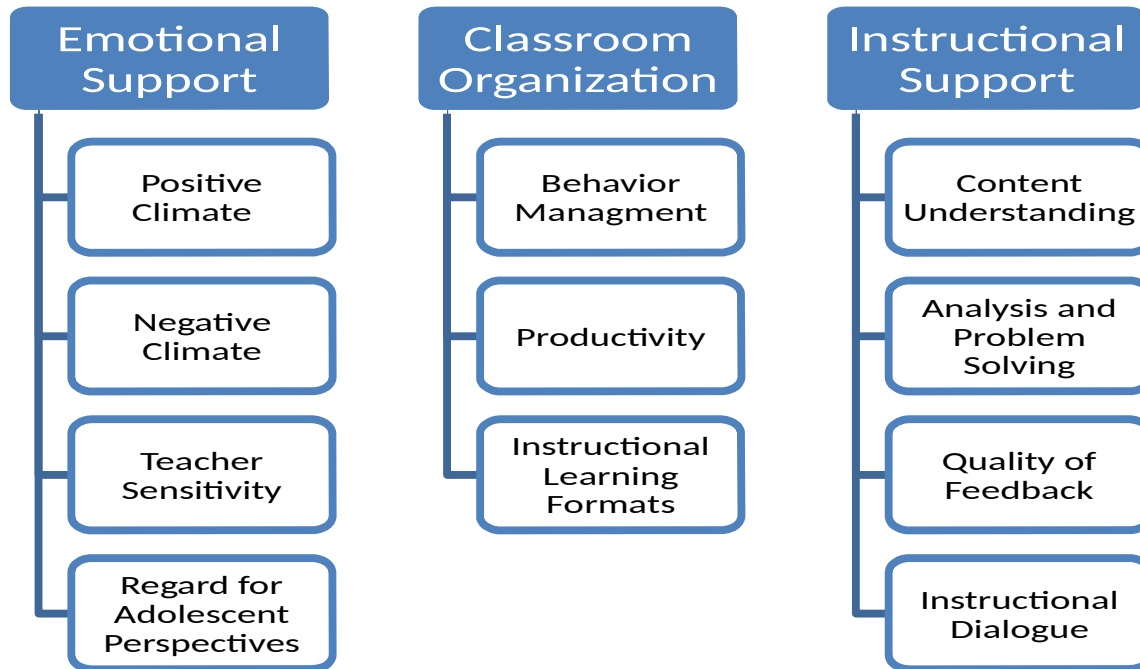 Emotional
Support
Positive
Climate
Negative
Climate
Teacher
Sensitivity
Regard for
Adolescent
Perspectives
Classroom
Organization
Behavior
Managment
Productivity
Instructional
Learning
Formats
Instructional
Support
Content
Understanding
Analysis and
Problem
Solving
Quality of
Feedback
Instructional
Dialogue